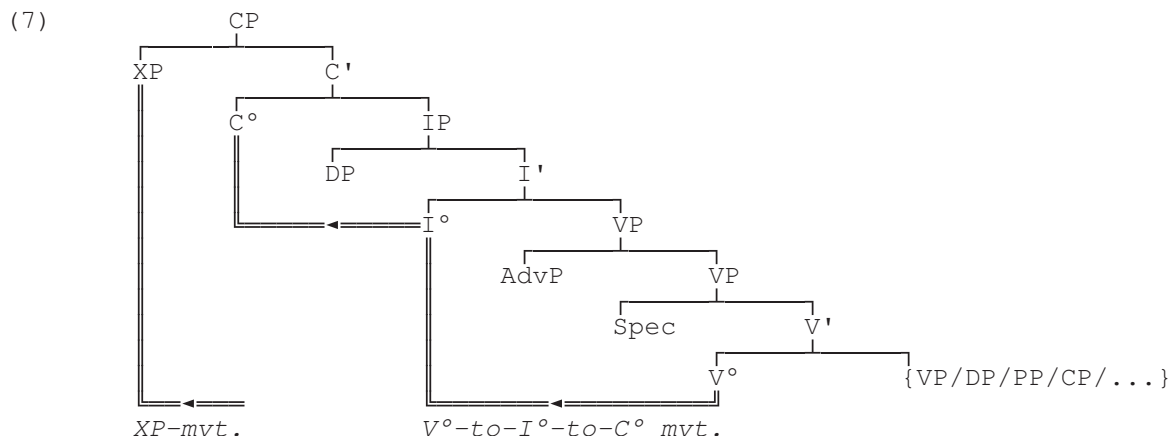 (7) CP
XP C'
C° IP
DP I'
I° VP
AdvP VP
Spec V'
V° {VP/DP/PP/CP/...}
XP-mvt. V°-to-I°-to-C° mvt.